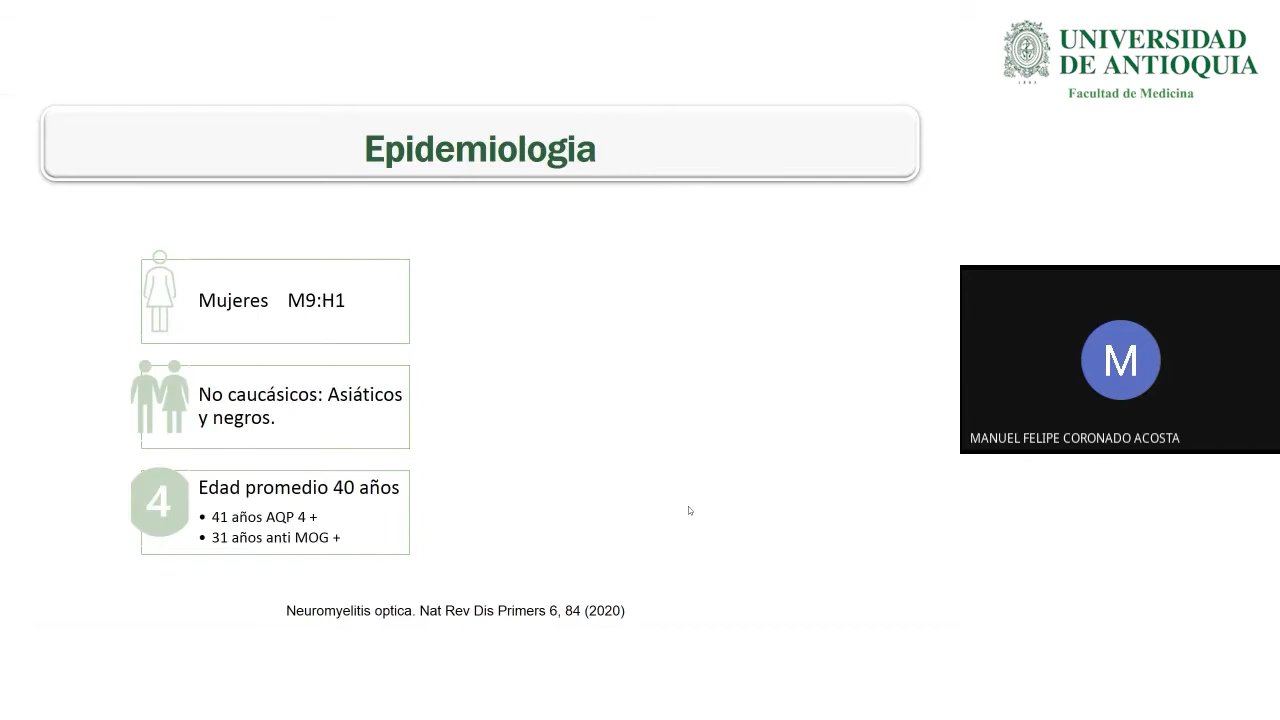 UNIVERSIDAD
DE ANTIOQUIA
1803
Facultad de Medicina
Epidemiologia
Mujeres M9:H1
No caucásicos: Asiáticos
y negros.
4
Edad promedio 40 años
• 41 años AQP 4 +
• 31 años anti MOG +
Neuromyelitis optica. Nat Rev Dis Primers 6, 84 (2020)
M
MANUEL FELIPE CORONADO ACOSTA